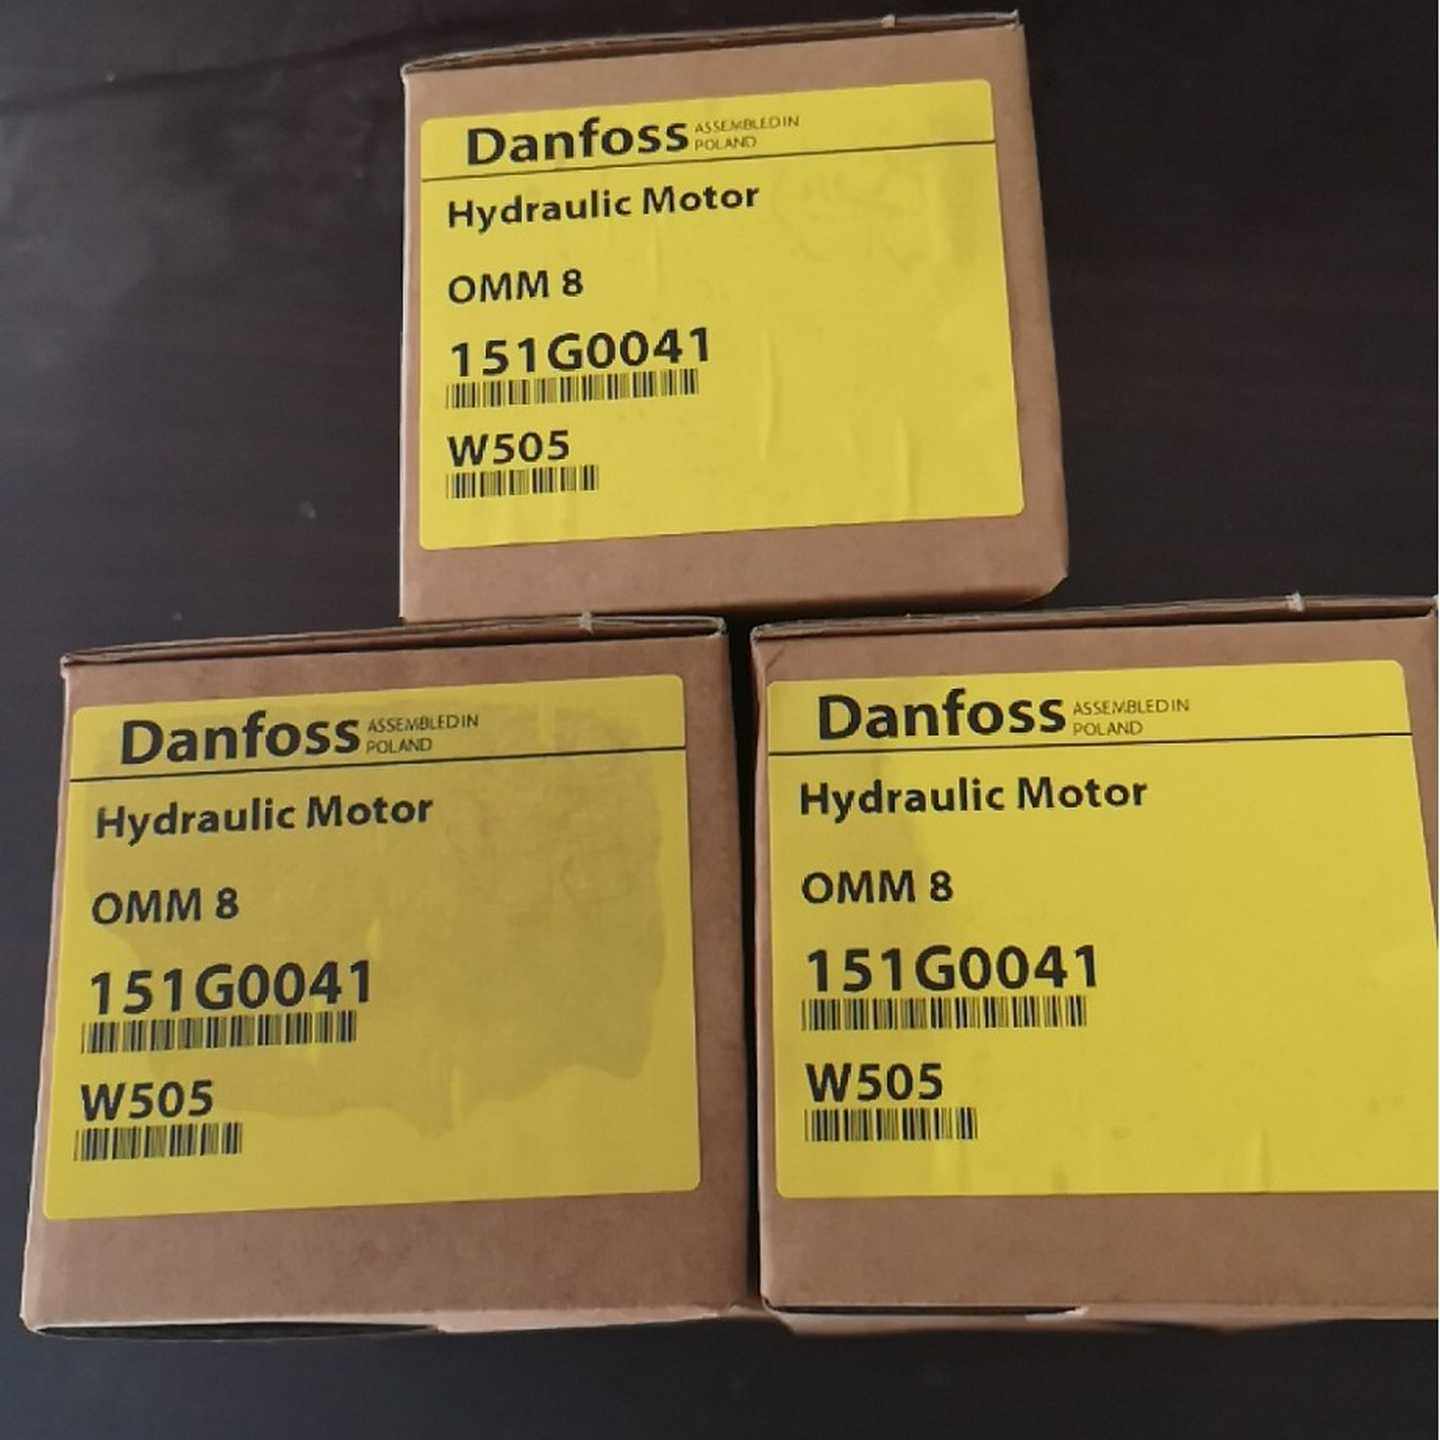 Danfoss ASSEMBLED IN
POLAND
Hydraulic Motor
OMM 8
151G0041
W505
Danfoss ASSEMBLED IN
POLAND
Hydraulic Motor
OMM 8
151G0041
W505
Danfoss ASSEMBLED IN
POLAND
Hydraulic Motor
OMM 8
151G0041
W505